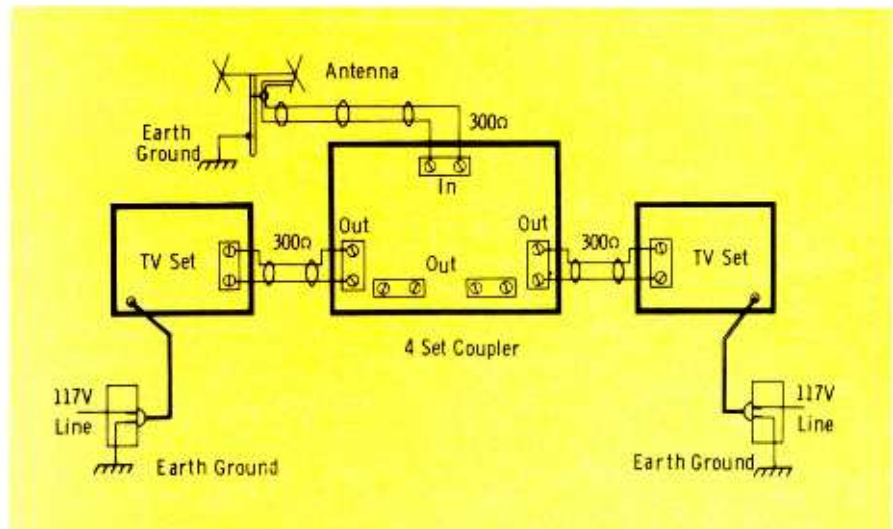 Antenna
Earth
Ground
300Ω
In
TV Set
300Ω
Out
Out
Out
300Ω
TV Set
4 Set Coupler
117V
Line
Earth Ground
117V
Line
Earth Ground